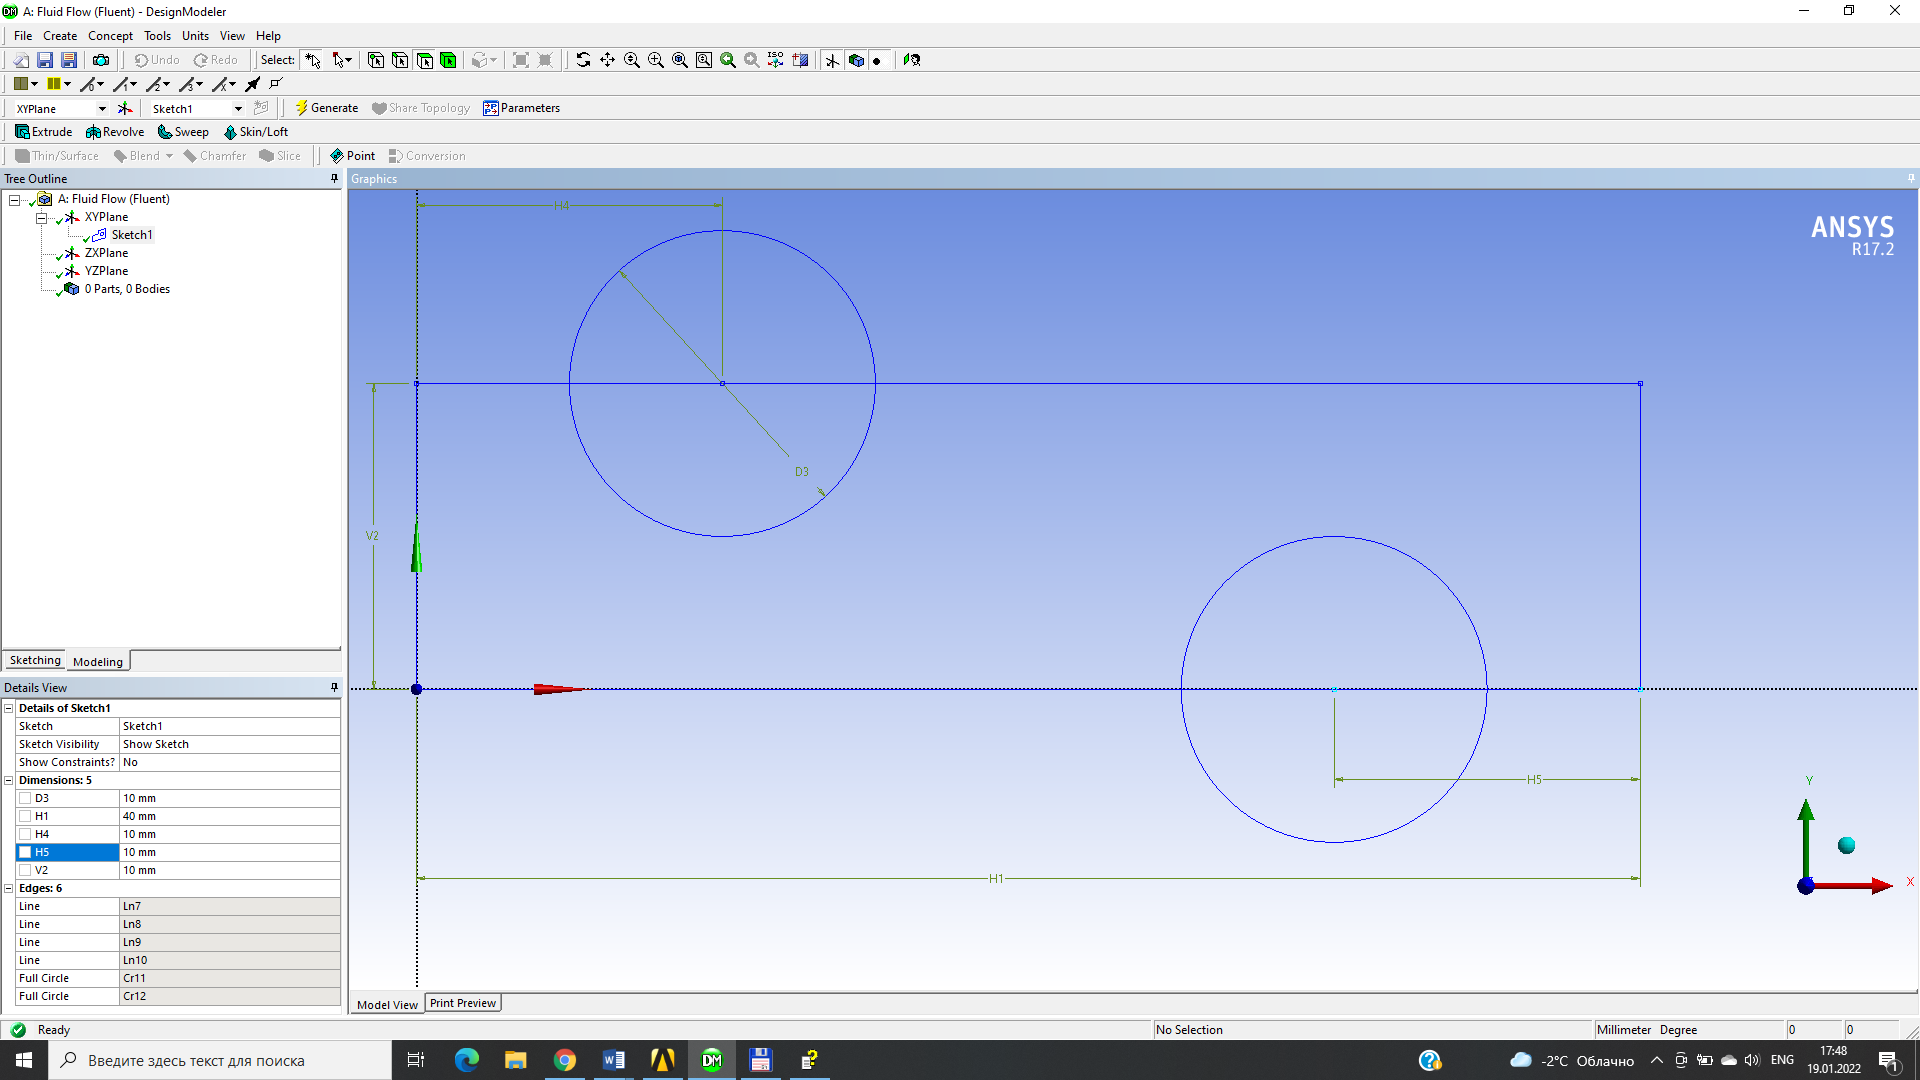 A: Fluid Flow (Fluent) - DesignModeler
File Create Concept Tools Units View Help
Undo Redo Select: ISO
XYPlane Sketch1 Generate Share Topology Parameters
Extrude Revolve Sweep Skin/Loft
Thin/Surface Blend Chamfer Slice Point Conversion
Tree Outline
A: Fluid Flow (Fluent)
XYPlane
Sketch1
ZXPlane
YZPlane
0 Parts, 0 Bodies
Sketching Modeling
Details View
Details of Sketch1
Sketch Sketch1
Sketch Visibility Show Sketch
Show Constraints? No
Dimensions: 5
D3 10 mm
H1 40 mm
H4 10 mm
H5 10 mm
V2 10 mm
Edges: 6
Line Ln7
Line Ln8
Line Ln9
Line Ln10
Full Circle Cr11
Full Circle Cr12
Graphics
H4
ANSYS
R17.2
D3
V2
H5
H1
Y
X
Model View Print Preview
Ready No Selection Millimeter Degree 0 0
Введите здесь текст для поиска
-2°C Облачно ENG
17:48
19.01.2022
1